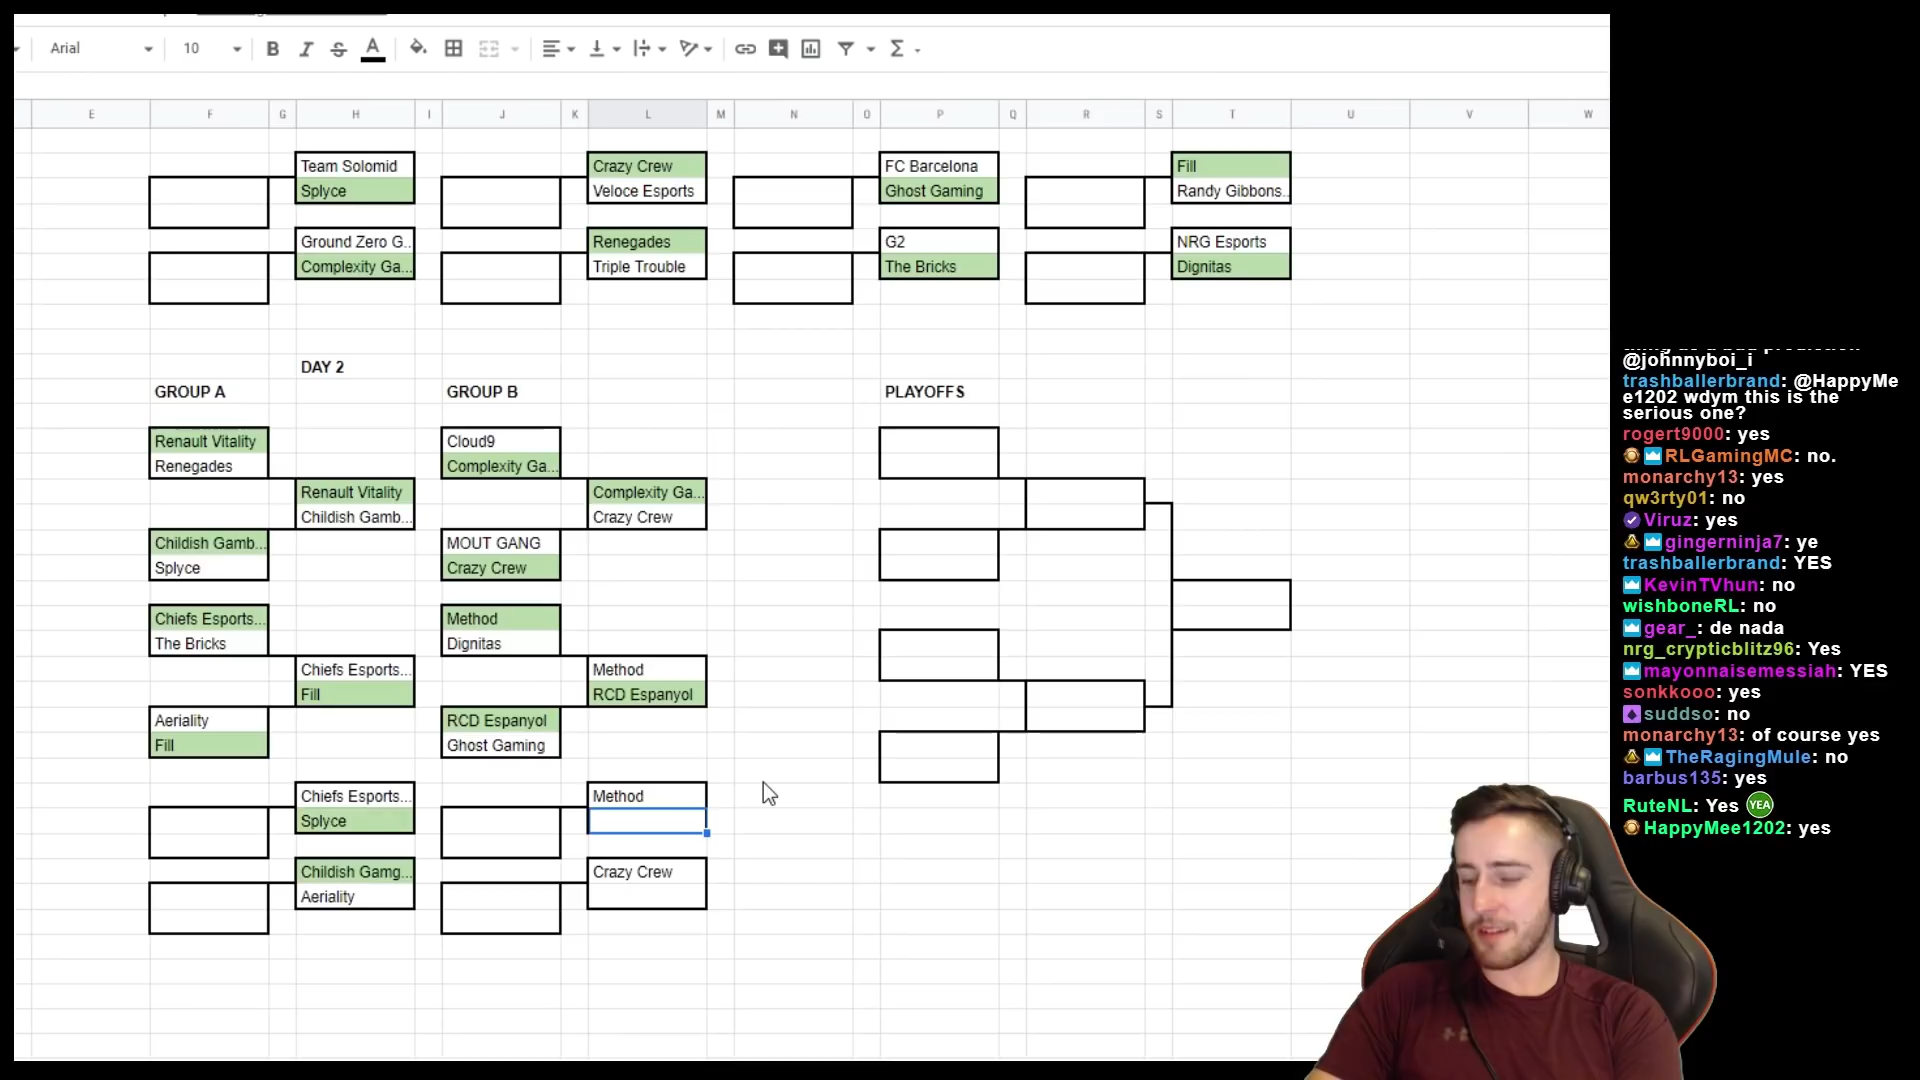 Arial 10 B I S A
E F G H I J K L M N O P Q R S T U V W
Team Solomid Crazy Crew FC Barcelona Fill
Splyce Veloce Esports Ghost Gaming Randy Gibbons..
Ground Zero G.. Renegades G2 NRG Esports
Complexity Ga... Triple Trouble The Bricks Dignitas
DAY 2
GROUP A GROUP B PLAYOFFS
Renault Vitality Cloud9
Renegades Complexity Ga...
Renault Vitality Complexity Ga...
Childish Gamb... Crazy Crew
Childish Gamb... MOUT GANG
Splyce Crazy Crew
Chiefs Esports... Method
The Bricks Dignitas
Chiefs Esports... Method
Fill RCD Espanyol
Aeriality RCD Espanyol
Fill Ghost Gaming
Chiefs Esports... Method
Splyce
Childish Gamg... Crazy Crew
Aeriality
@johnnyboi_i
trashballerbrand: @HappyMe
e1202 wdym this is the
serious one?
rogert9000: yes
RLGamingMC: no.
monarchy13: yes
qw3rty01: no
Viruz: yes
gingerninja7: ye
trashballerbrand: YES
KevinTVhun: no
wishboneRL: no
gear_: de nada
nrg_crypticblitz96: Yes
mayonnaisemessiah: YES
sonkkooo: yes
suddso: no
monarchy13: of course yes
TheRagingMule: no
barbus135: yes
RuteNL: Yes YEA
HappyMee1202: yes